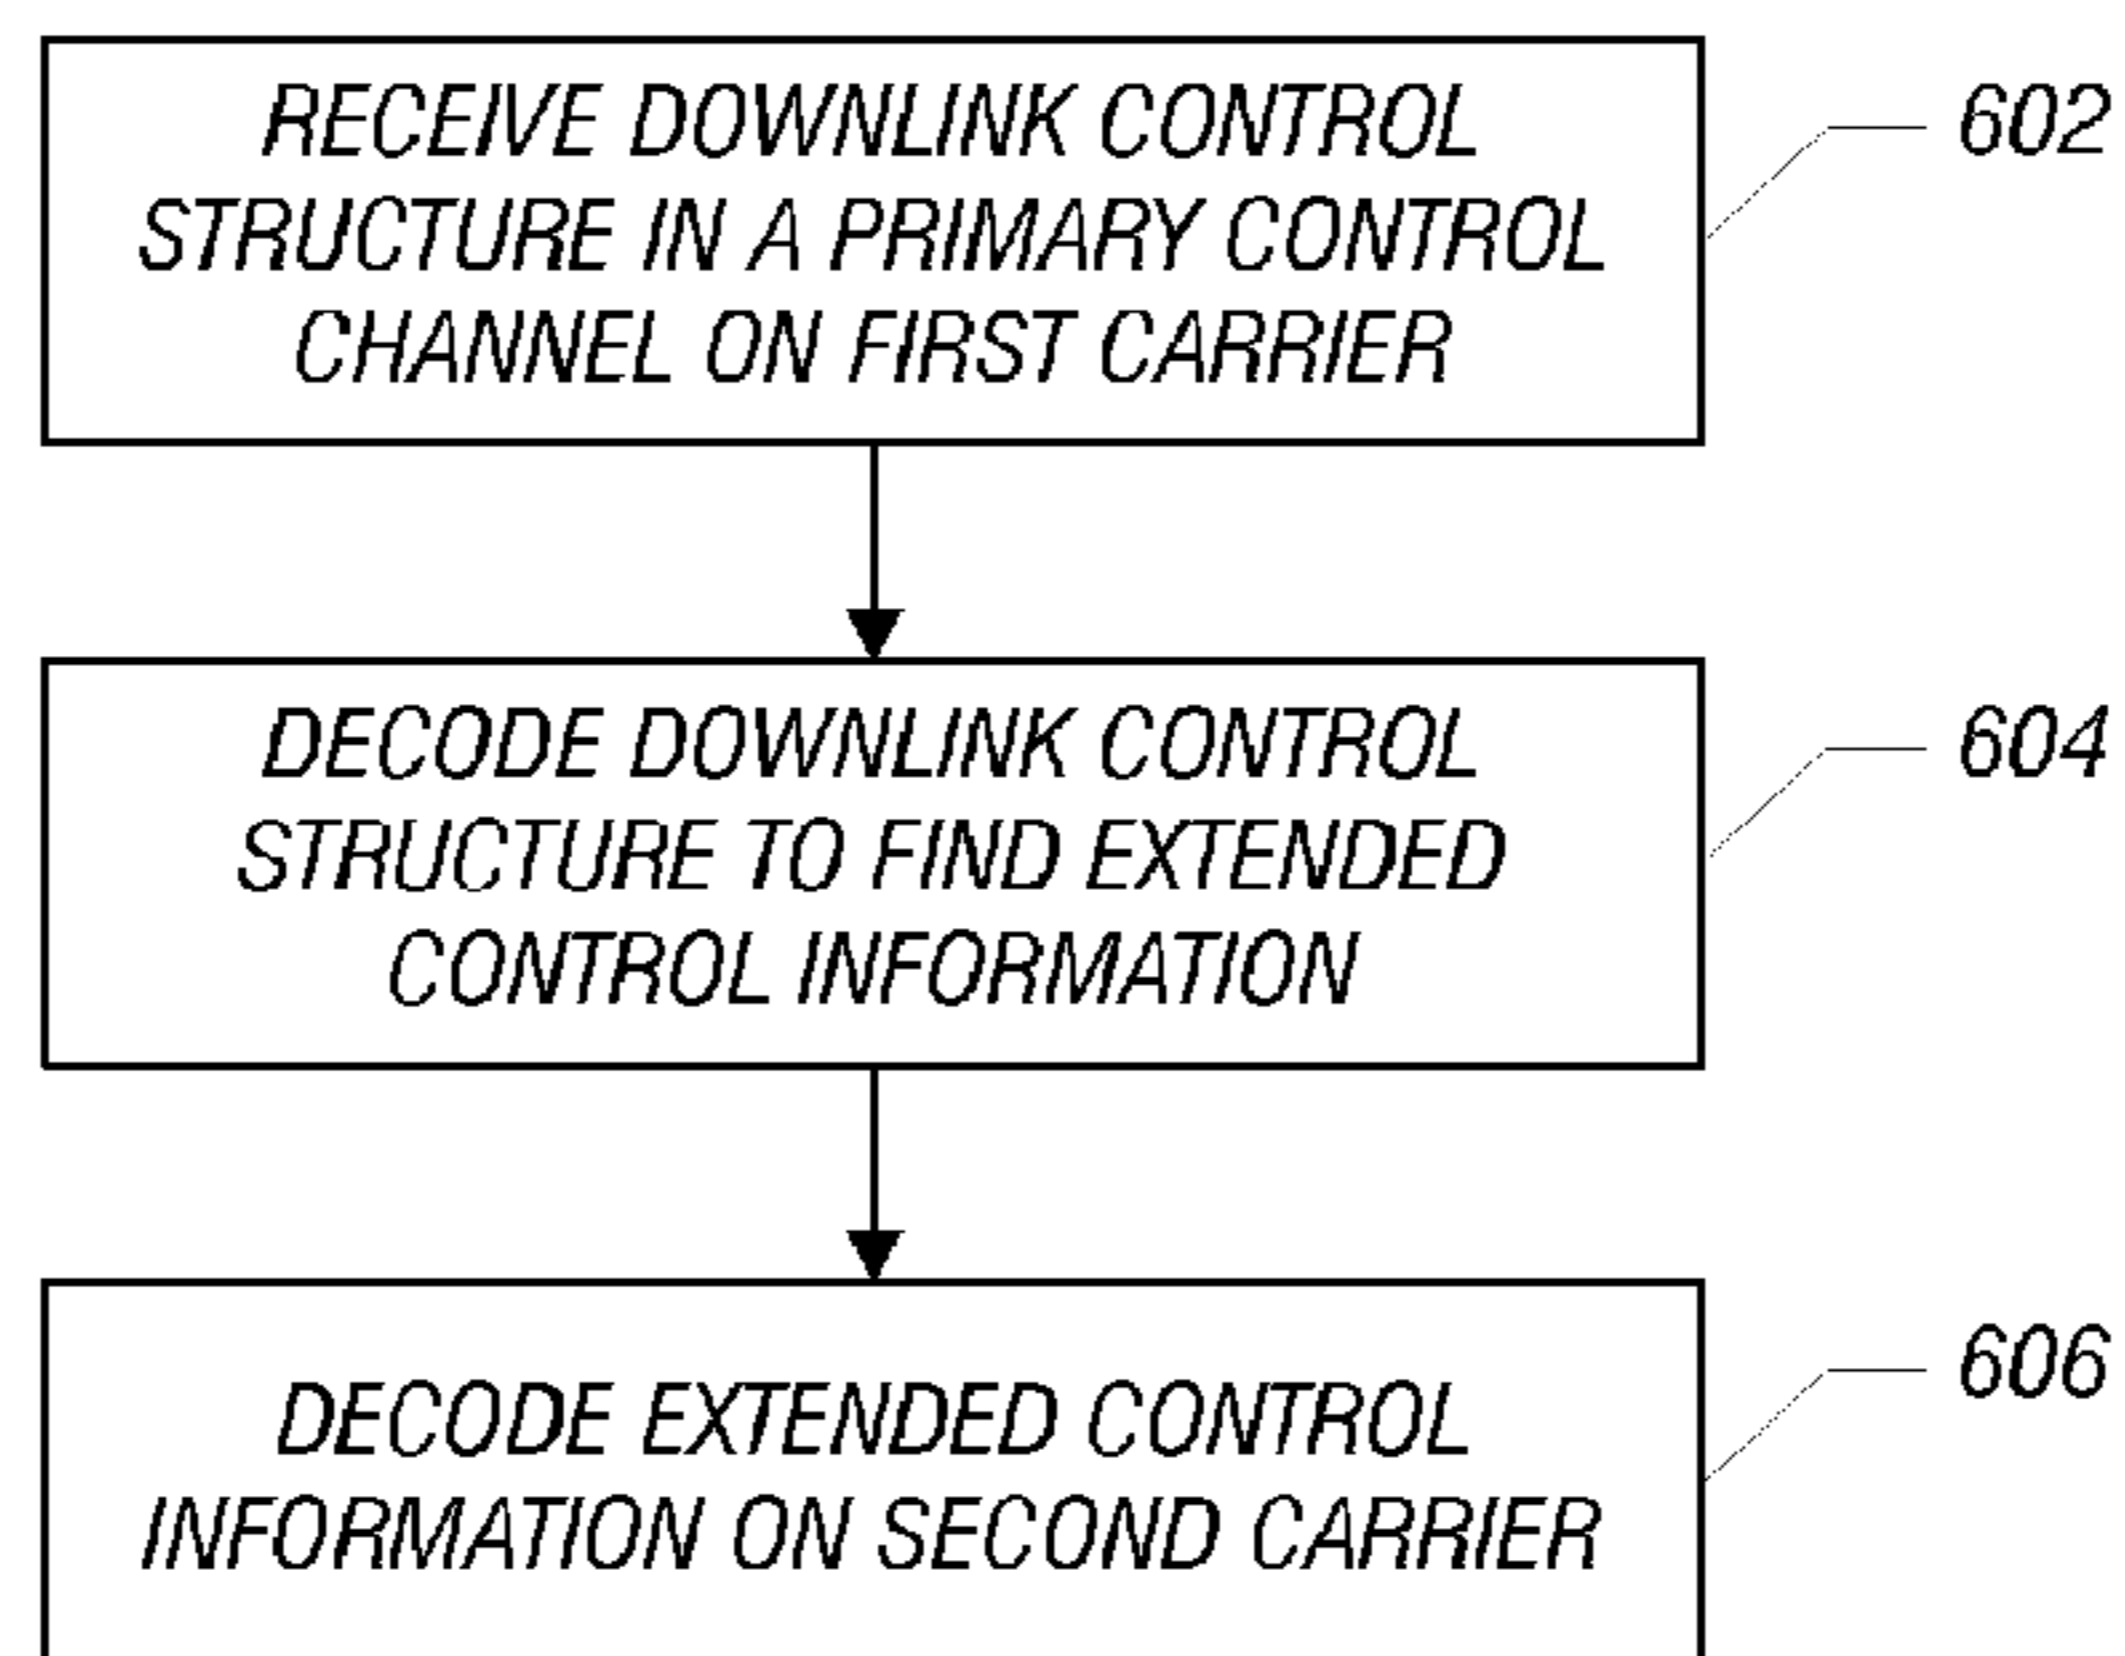 RECEIVE DOWNLINK CONTROL
STRUCTURE IN A PRIMARY CONTROL
CHANNEL ON FIRST CARRIER
602
DECODE DOWNLINK CONTROL
STRUCTURE TO FIND EXTENDED
CONTROL INFORMATION
604
DECODE EXTENDED CONTROL
INFORMATION ON SECOND CARRIER
606